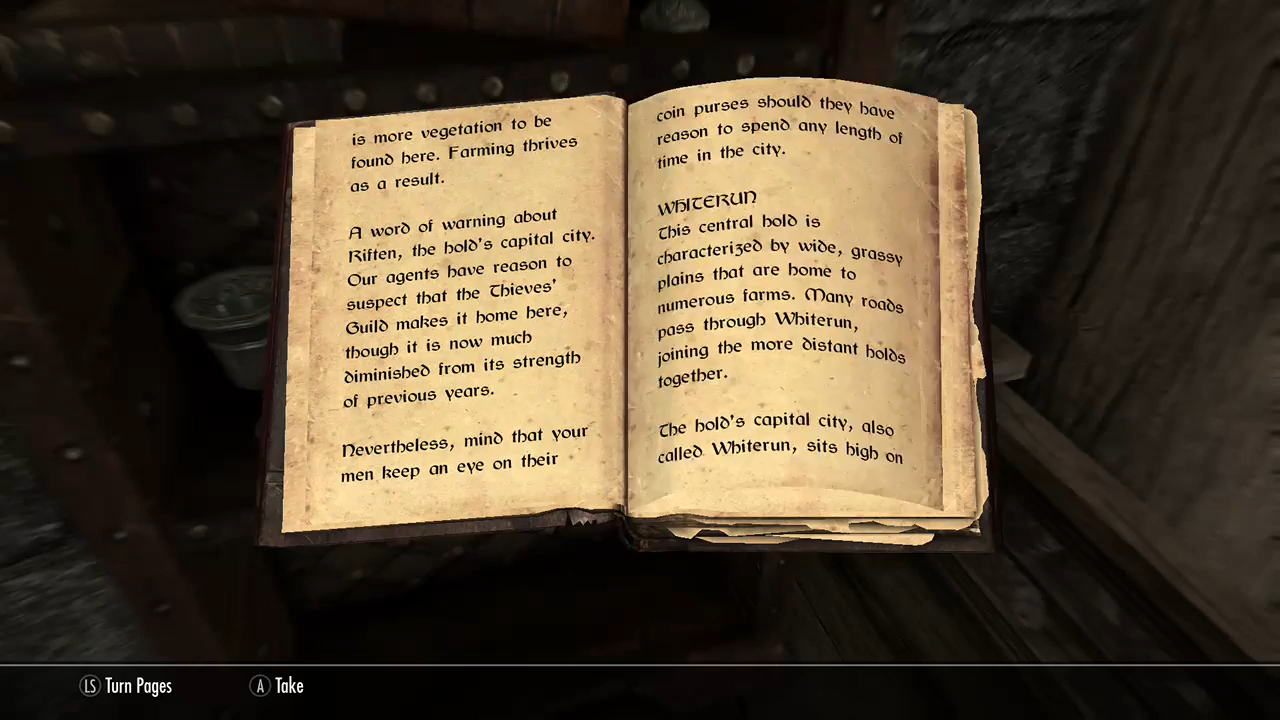 is more vegetation to be
found here. Farming thrives
as a result.
A word of warning about
Riften, the hold's capital city.
Our agents have reason to
suspect that the Thieves'
Guild makes it home here,
though it is now much
diminished from its strength
of previous years.
Nevertheless, mind that your
men keep an eye on their
coin purses should they have
reason to spend any length of
time in the city.
WHITERUN
This central hold is
characterized by wide, grassy
plains that are home to
numerous farms. Many roads
pass through Whiterun,
joining the more distant holds
together.
The hold's capital city, also
called Whiterun, sits high on
LS Turn Pages
A Take